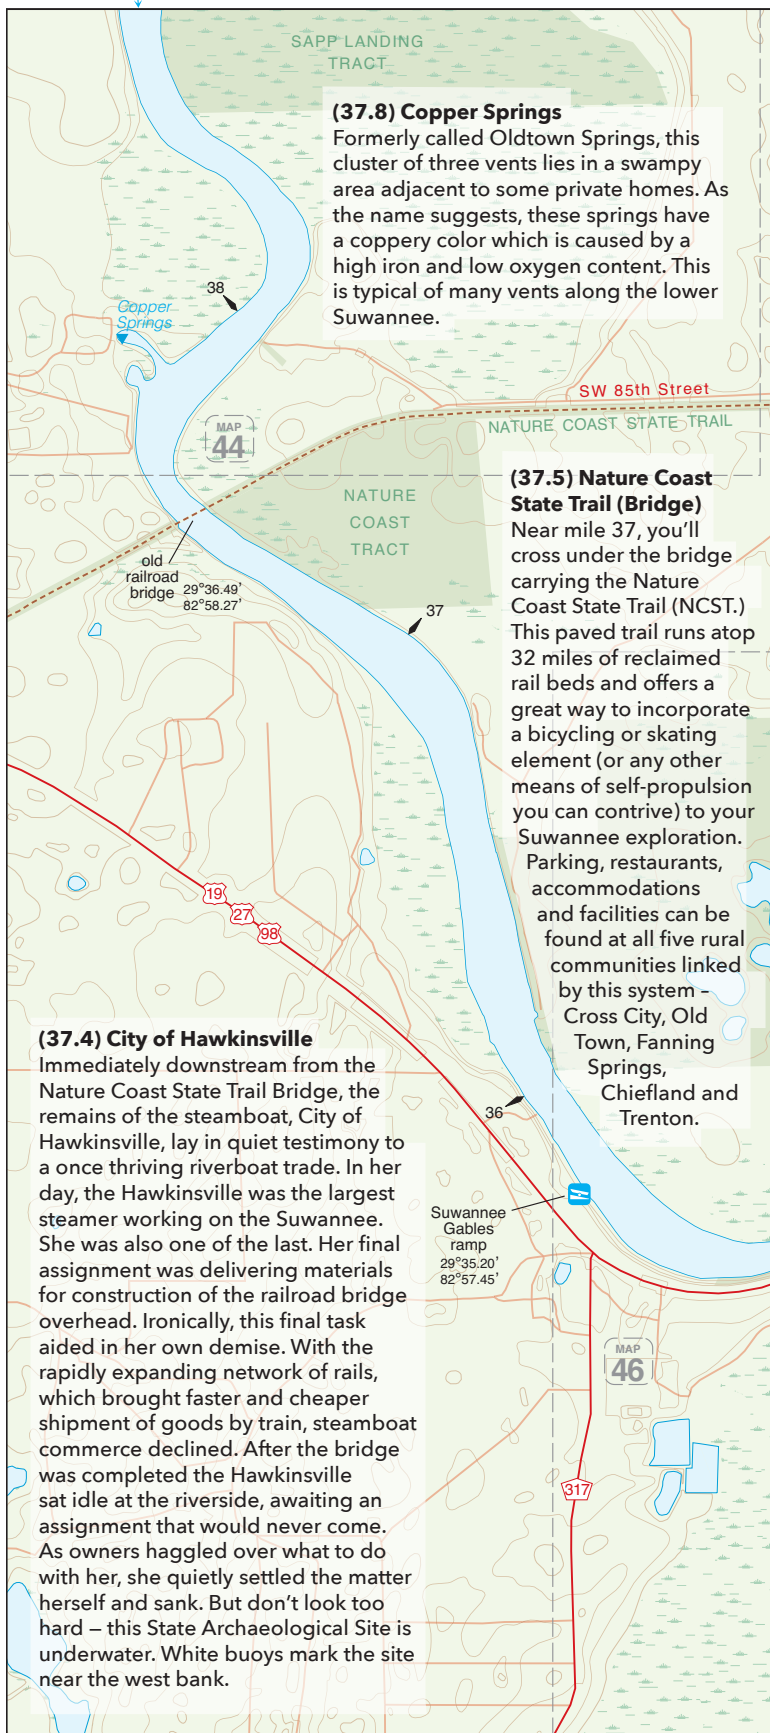 SAPP LANDING
TRACT
(37.8) Copper Springs
Formerly called Oldtown Springs, this
cluster of three vents lies in a swampy
area adjacent to some private homes. As
the name suggests, these springs have
a coppery color which is caused by a
high iron and low oxygen content. This
is typical of many vents along the lower
Suwannee.
38
Copper
Springs
SW 85th Street
NATURE COAST STATE TRAIL
MAP
44
NATURE
COAST
TRACT
(37.5) Nature Coast
State Trail (Bridge)
Near mile 37, you’ll
cross under the bridge
carrying the Nature
Coast State Trail (NCST.)
This paved trail runs atop
32 miles of reclaimed
rail beds and offers a
great way to incorporate
a bicycling or skating
element (or any other
means of self-propulsion
you can contrive) to your
Suwannee exploration.
Parking, restaurants,
accommodations
and facilities can be
found at all five rural
communities linked
by this system –
Cross City, Old
Town, Fanning
Springs,
Chiefland and
Trenton.
old
railroad
bridge
29°36.49’
82°58.27’
37
19
27
98
(37.4) City of Hawkinsville
Immediately downstream from the
Nature Coast State Trail Bridge, the
remains of the steamboat, City of
Hawkinsville, lay in quiet testimony to
a once thriving riverboat trade. In her
day, the Hawkinsville was the largest
steamer working on the Suwannee.
She was also one of the last. Her final
assignment was delivering materials
for construction of the railroad bridge
overhead. Ironically, this final task
aided in her own demise. With the
rapidly expanding network of rails,
which brought faster and cheaper
shipment of goods by train, steamboat
commerce declined. After the bridge
was completed the Hawkinsville
sat idle at the riverside, awaiting an
assignment that would never come.
As owners haggled over what to do
with her, she quietly settled the matter
herself and sank. But don’t look too
hard – this State Archaeological Site is
underwater. White buoys mark the site
near the west bank.
36
Suwannee
Gables
ramp
29°35.20’
82°57.45’
MAP
46
317